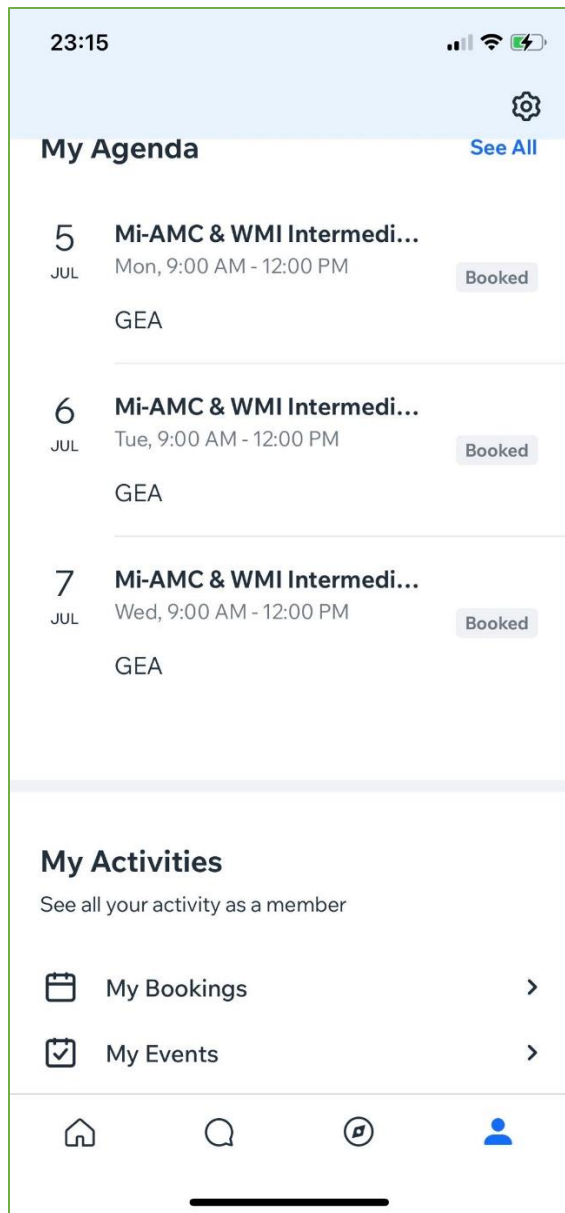 23:15
My Agenda See All
5 Mi-AMC & WMI Intermedi...
JUL Mon, 9:00 AM - 12:00 PM Booked
GEA
6 Mi-AMC & WMI Intermedi...
JUL Tue, 9:00 AM - 12:00 PM Booked
GEA
7 Mi-AMC & WMI Intermedi...
JUL Wed, 9:00 AM - 12:00 PM Booked
GEA
My Activities
See all your activity as a member
My Bookings
My Events